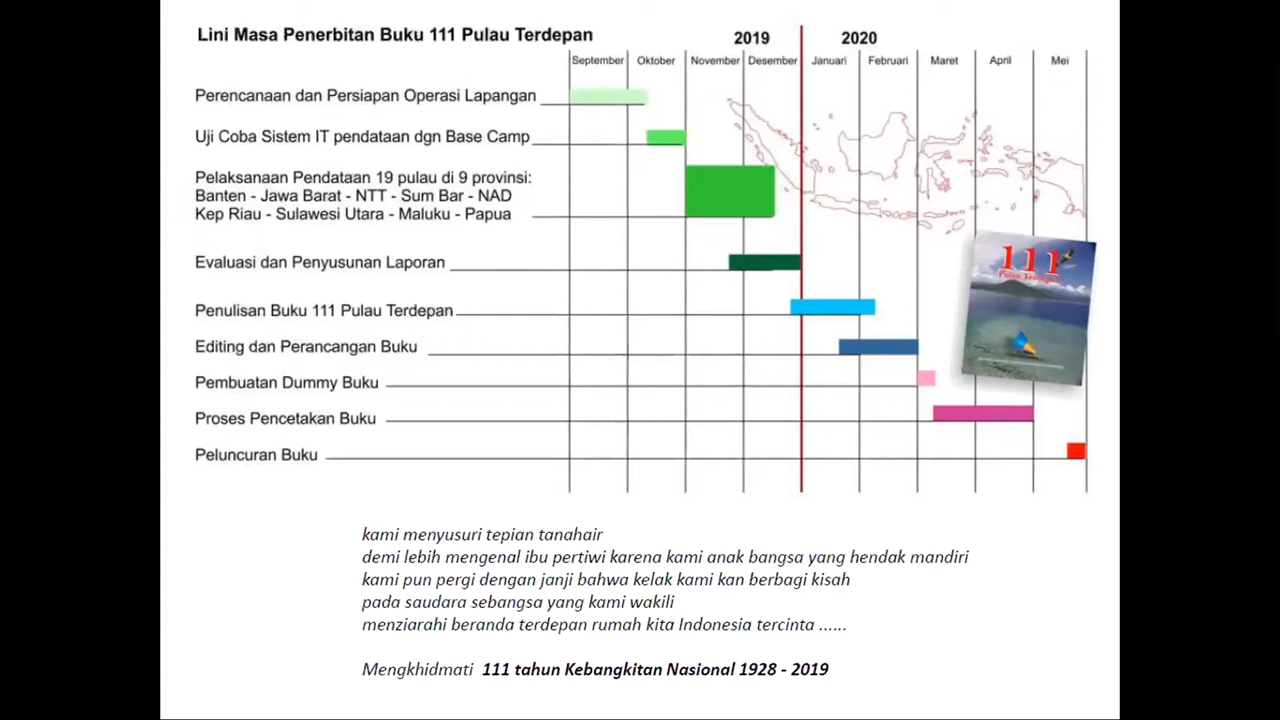 Lini Masa Penerbitan Buku 111 Pulau Terdepan
2019 2020
September Oktober November Desember Januari Februari Maret April Mei
Perencanaan dan Persiapan Operasi Lapangan
Uji Coba Sistem IT pendataan dgn Base Camp
Pelaksanaan Pendataan 19 pulau di 9 provinsi:
Banten - Jawa Barat - NTT - Sum Bar - NAD
Kep Riau - Sulawesi Utara - Maluku - Papua
Evaluasi dan Penyusunan Laporan
111
Pulau Terdepan
Penulisan Buku 111 Pulau Terdepan
Editing dan Perancangan Buku
Pembuatan Dummy Buku
Proses Pencetakan Buku
Peluncuran Buku
kami menyusuri tepian tanahair
demi lebih mengenal ibu pertiwi karena kami anak bangsa yang hendak mandiri
kami pun pergi dengan janji bahwa kelak kami kan berbagi kisah
pada saudara sebangsa yang kami wakili
menziarahi beranda terdepan rumah kita Indonesia tercinta ......
Mengkhidmati 111 tahun Kebangkitan Nasional 1928 - 2019